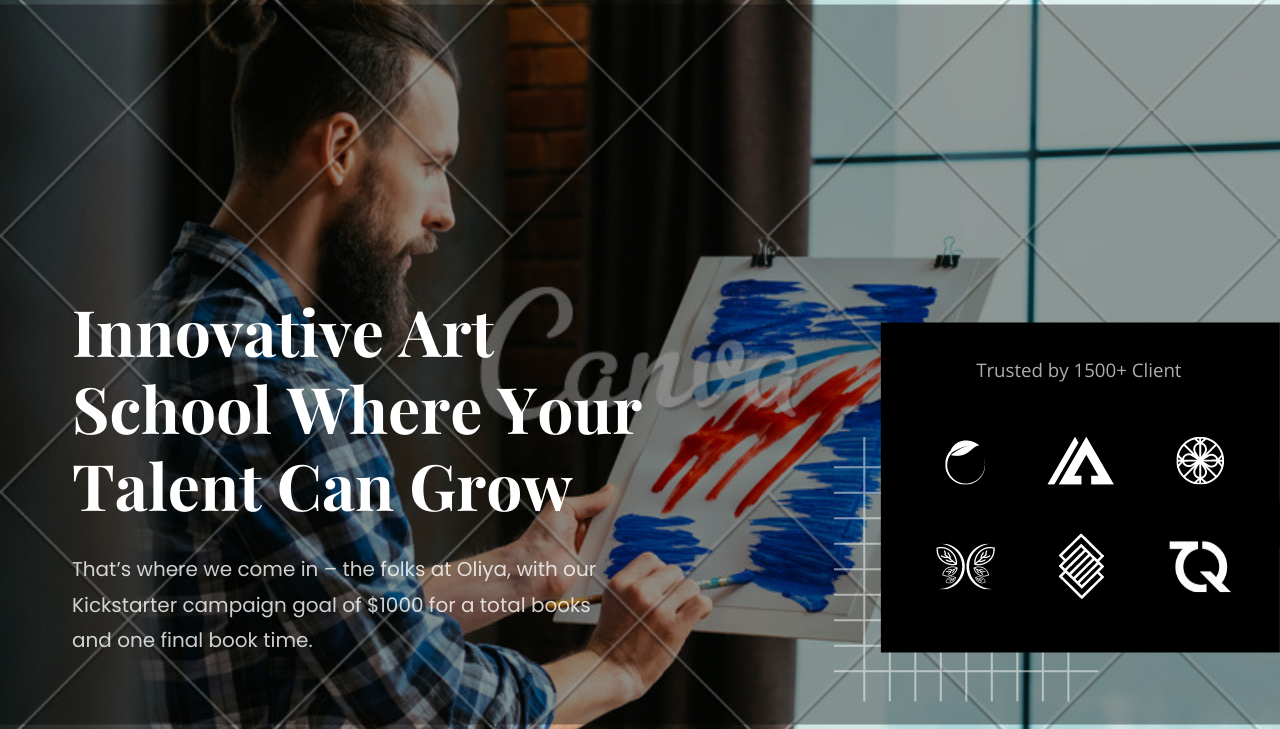 Innovative Art
School Where Your
Talent Can Grow
That’s where we come in – the folks at Oliya, with our
Kickstarter campaign goal of $1000 for a total books
and one final book time.
Canva
Trusted by 1500+ Client